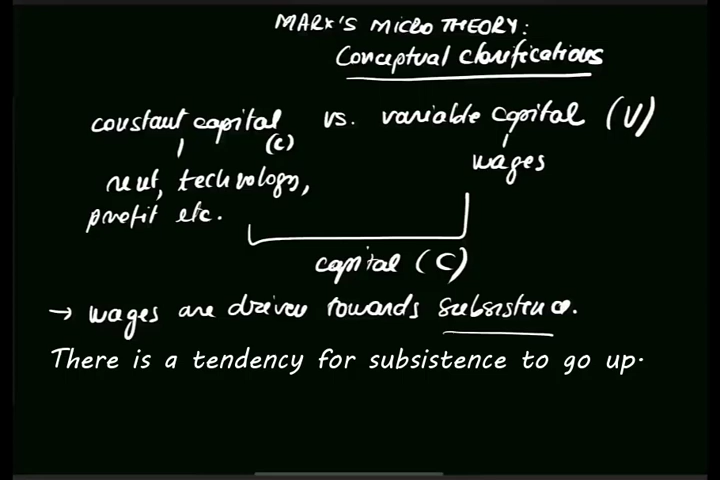 MARX'S MICRO THEORY:
Conceptual clarifications
constant capital vs. variable capital (V)
(C)
wages
rent, technology,
profit etc.
capital (C)
→ wages are driven towards subsistence.
There is a tendency for subsistence to go up.